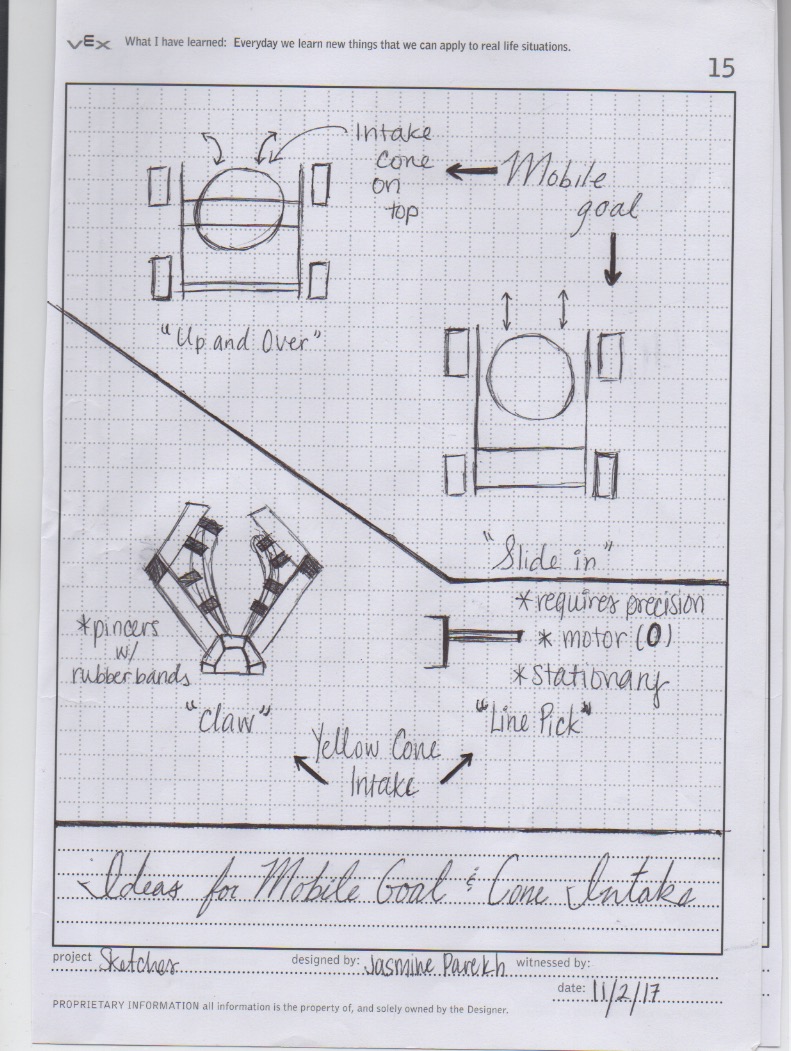 VEX What I have learned: Everyday we learn new things that we can apply to real life situations.
15
Intake
cone
on
top
Mobile
goal
"Up and Over"
"Slide in"
*pincers
w/
rubberbands
"Claw"
*requires precision
* motor (0)
*stationary
"Line Pick"
Yellow Cone
Intake
Ideas for Mobile Goal & Cone Intake
project Sketches designed by: Jasmine Parekh witnessed by:
date: 11/2/17
PROPRIETARY INFORMATION all information is the property of, and solely owned by the Designer.